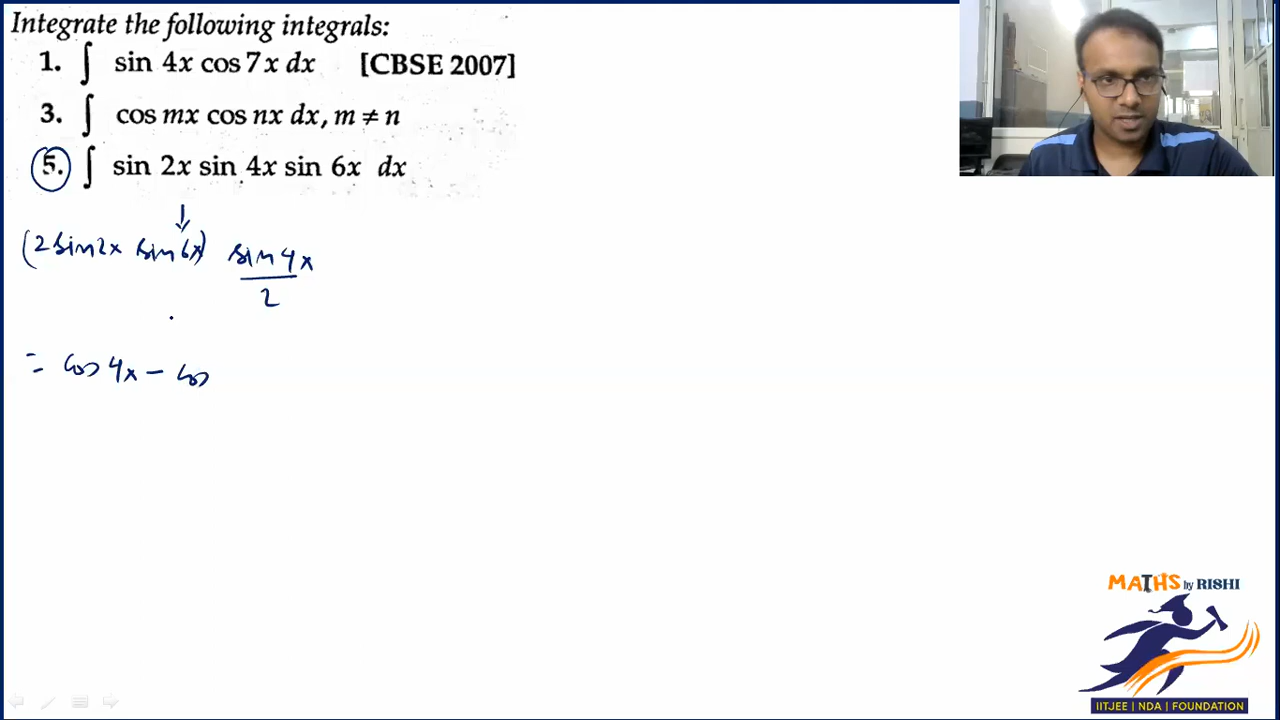 Integrate the following integrals:
1. ∫ sin 4x cos 7x dx [CBSE 2007]
3. ∫ cos mx cos nx dx, m ≠ n
5. ∫ sin 2x sin 4x sin 6x dx
(2 sin2x sin 6x) sin 4x
2
= cos 4x − cos
MATHS by RISHI
IITJEE | NDA | FOUNDATION